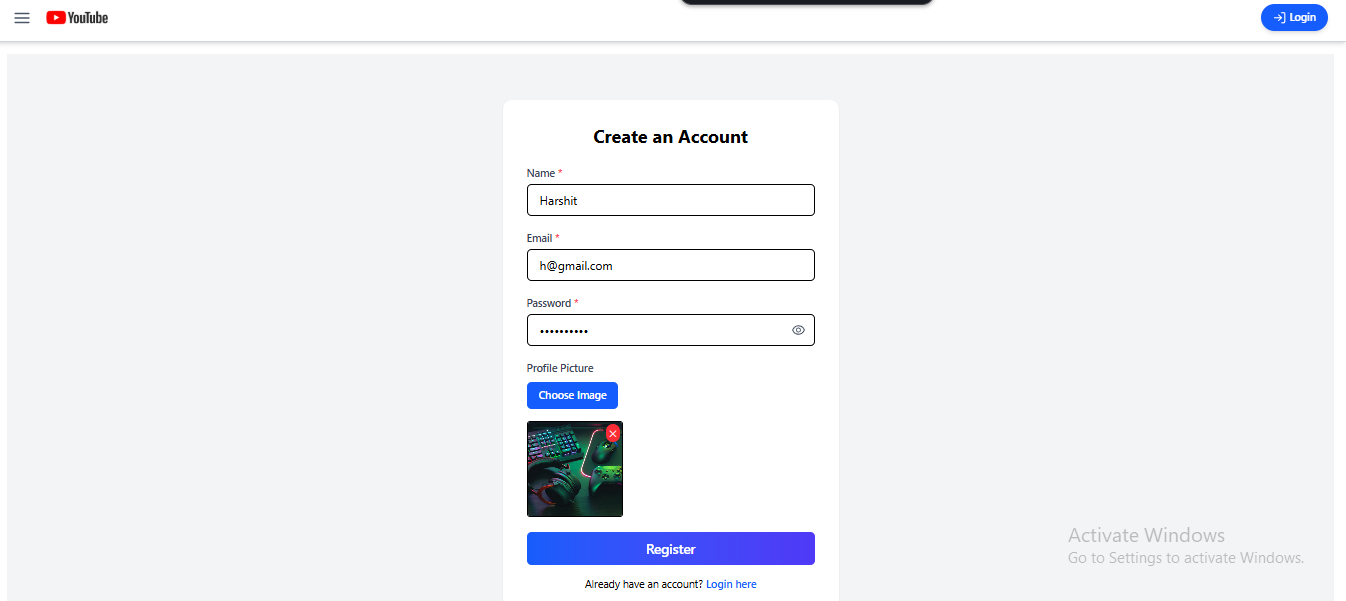 YouTube
Login
Create an Account
Name *
Harshit
Email *
h@gmail.com
Password *
••••••••••
Profile Picture
Choose Image
Register
Already have an account? Login here
Activate Windows
Go to Settings to activate Windows.